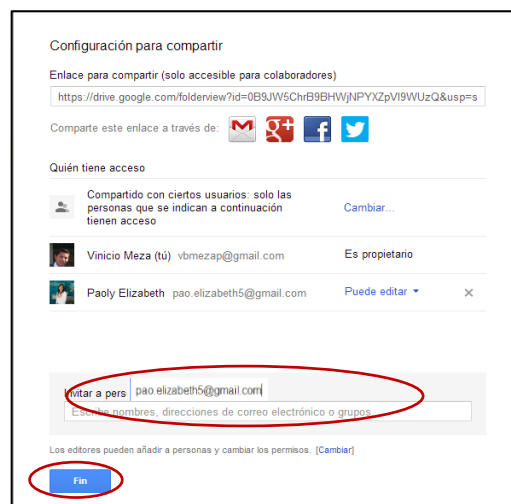 Configuración para compartir
Enlace para compartir (solo accesible para colaboradores)
https://drive.google.com/folderview?id=0B9JW5ChrB9BHWjNPYXZpVl9WUzQ&usp=s
Comparte este enlace a través de:
Quién tiene acceso
Compartido con ciertos usuarios: solo las
personas que se indican a continuación
tienen acceso
Cambiar...
Vinicio Meza (tú) vbmezap@gmail.com Es propietario
Paoly Elizabeth pao.elizabeth5@gmail.com Puede editar
Invitar a pers pao.elizabeth5@gmail.com
Escribe nombres, direcciones de correo electrónico o grupos
Los editores pueden añadir a personas y cambiar los permisos. [Cambiar]
Fin